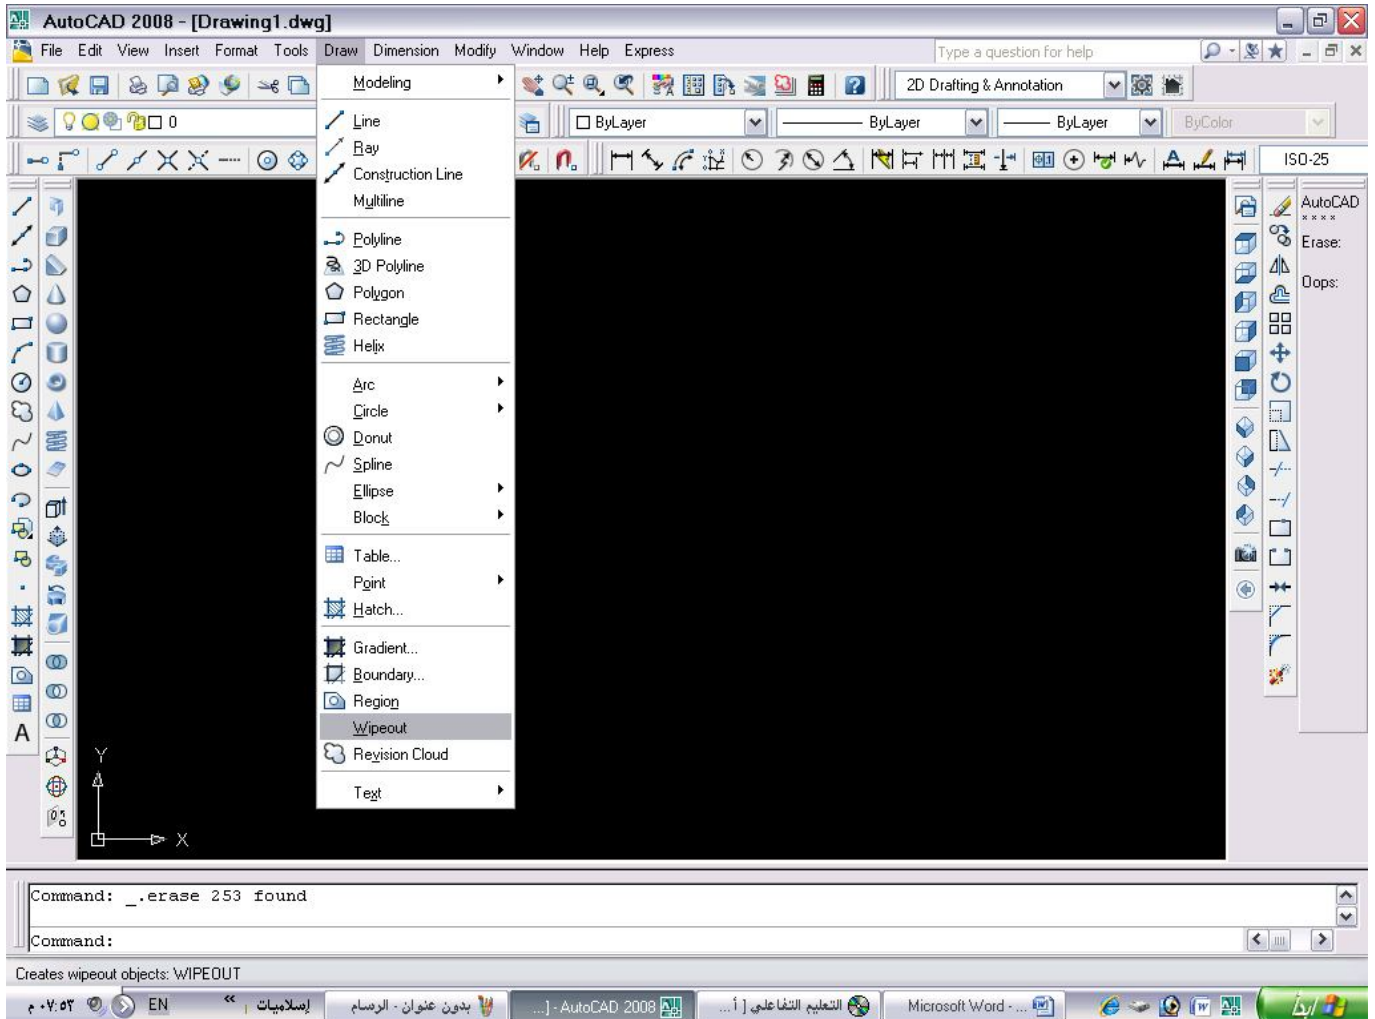 AutoCAD 2008 - [Drawing1.dwg]
File Edit View Insert Format Tools Draw Dimension Modify Window Help Express
Type a question for help
2D Drafting & Annotation
0
ByLayer
ByLayer
ByLayer
ByColor
ISO-25
Modeling
Line
Ray
Construction Line
Multiline
Polyline
3D Polyline
Polygon
Rectangle
Helix
Arc
Circle
Donut
Spline
Ellipse
Block
Table...
Point
Hatch...
Gradient...
Boundary...
Region
Wipeout
Revision Cloud
Text
AutoCAD
* * * *
Erase:
Oops:
A
Y
X
Command: _.erase 253 found
Command:
Creates wipeout objects: WIPEOUT
٠٧:٥٣ م
EN
إسلاميات
بدون عنوان - الرسام
...] - AutoCAD 2008
التعليم التفاعلي [ أ...
Microsoft Word - ...
ابدأ